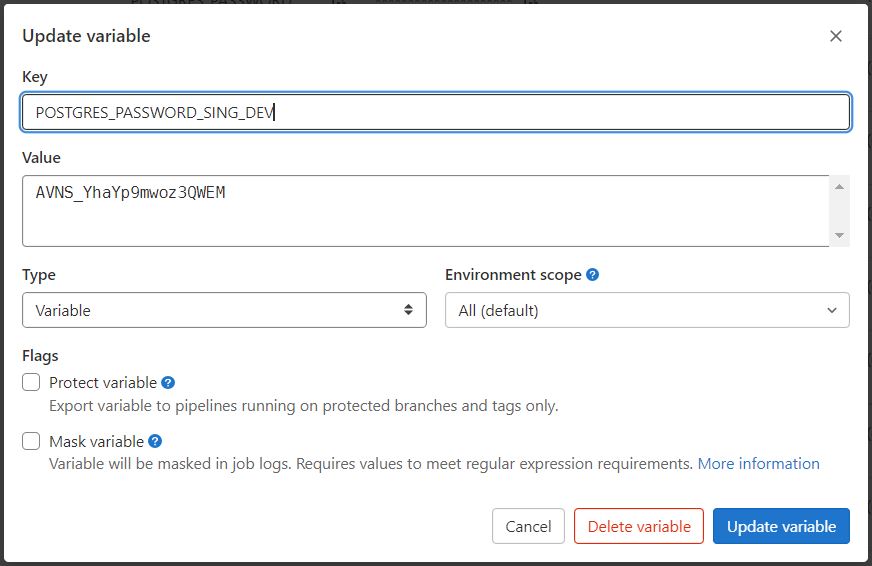 Update variable
Key
POSTGRES_PASSWORD_SING_DEV
Value
AVNS_YhaYp9mwoz3QWEM
Type
Environment scope
Variable
All (default)
Flags
Protect variable
Export variable to pipelines running on protected branches and tags only.
Mask variable
Variable will be masked in job logs. Requires values to meet regular expression requirements. More information
Cancel
Delete variable
Update variable